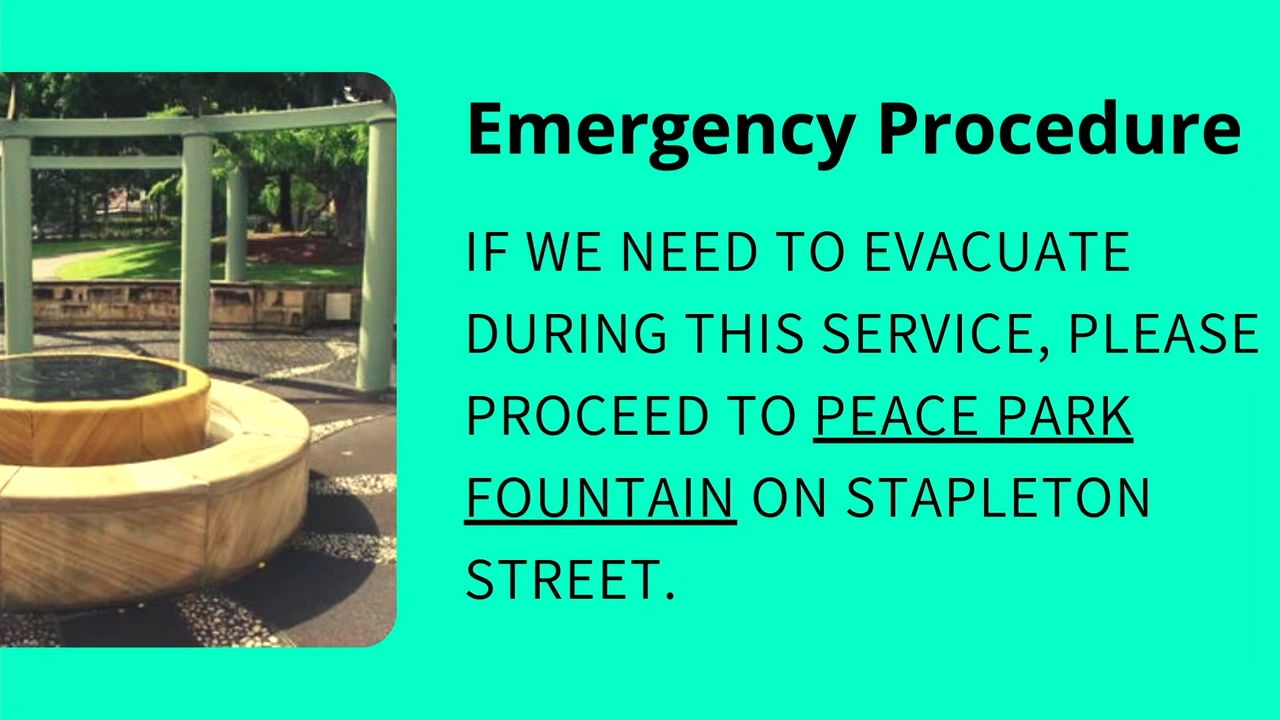 Emergency Procedure
IF WE NEED TO EVACUATE
DURING THIS SERVICE, PLEASE
PROCEED TO PEACE PARK
FOUNTAIN ON STAPLETON
STREET.